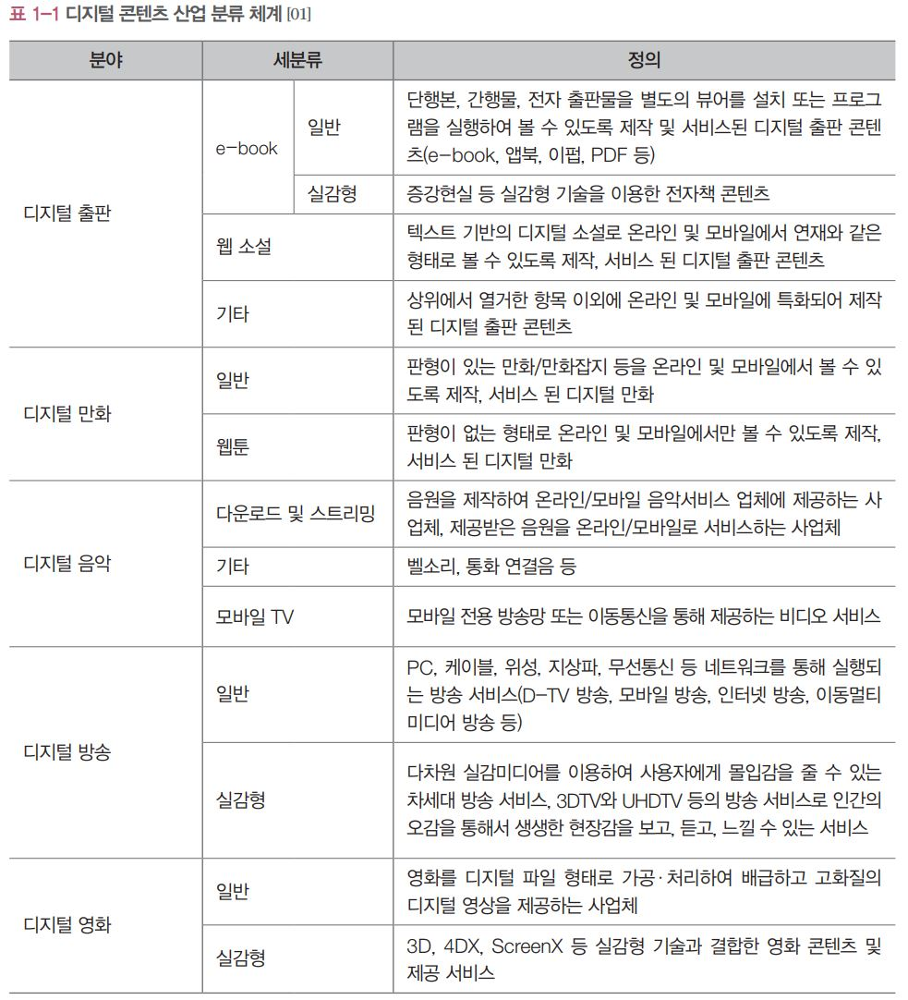 표 1-1 디지털 콘텐츠 산업 분류 체계 [01]
분야 세분류 정의
디지털 출판
e-book
일반
단행본, 간행물, 전자 출판물을 별도의 뷰어를 설치 또는 프로그
램을 실행하여 볼 수 있도록 제작 및 서비스된 디지털 출판 콘텐
츠(e-book, 앱북, 이펍, PDF 등)
실감형
증강현실 등 실감형 기술을 이용한 전자책 콘텐츠
웹 소설
텍스트 기반의 디지털 소설로 온라인 및 모바일에서 연재와 같은
형태로 볼 수 있도록 제작, 서비스 된 디지털 출판 콘텐츠
기타
상위에서 열거한 항목 이외에 온라인 및 모바일에 특화되어 제작
된 디지털 출판 콘텐츠
디지털 만화
일반
판형이 있는 만화/만화잡지 등을 온라인 및 모바일에서 볼 수 있
도록 제작, 서비스 된 디지털 만화
웹툰
판형이 없는 형태로 온라인 및 모바일에서만 볼 수 있도록 제작,
서비스 된 디지털 만화
디지털 음악
다운로드 및 스트리밍
음원을 제작하여 온라인/모바일 음악서비스 업체에 제공하는 사
업체, 제공받은 음원을 온라인/모바일로 서비스하는 사업체
기타
벨소리, 통화 연결음 등
모바일 TV
모바일 전용 방송망 또는 이동통신을 통해 제공하는 비디오 서비스
디지털 방송
일반
PC, 케이블, 위성, 지상파, 무선통신 등 네트워크를 통해 실행되
는 방송 서비스(D-TV 방송, 모바일 방송, 인터넷 방송, 이동멀티
미디어 방송 등)
실감형
다차원 실감미디어를 이용하여 사용자에게 몰입감을 줄 수 있는
차세대 방송 서비스, 3DTV와 UHDTV 등의 방송 서비스로 인간의
오감을 통해서 생생한 현장감을 보고, 듣고, 느낄 수 있는 서비스
디지털 영화
일반
영화를 디지털 파일 형태로 가공·처리하여 배급하고 고화질의
디지털 영상을 제공하는 사업체
실감형
3D, 4DX, ScreenX 등 실감형 기술과 결합한 영화 콘텐츠 및
제공 서비스